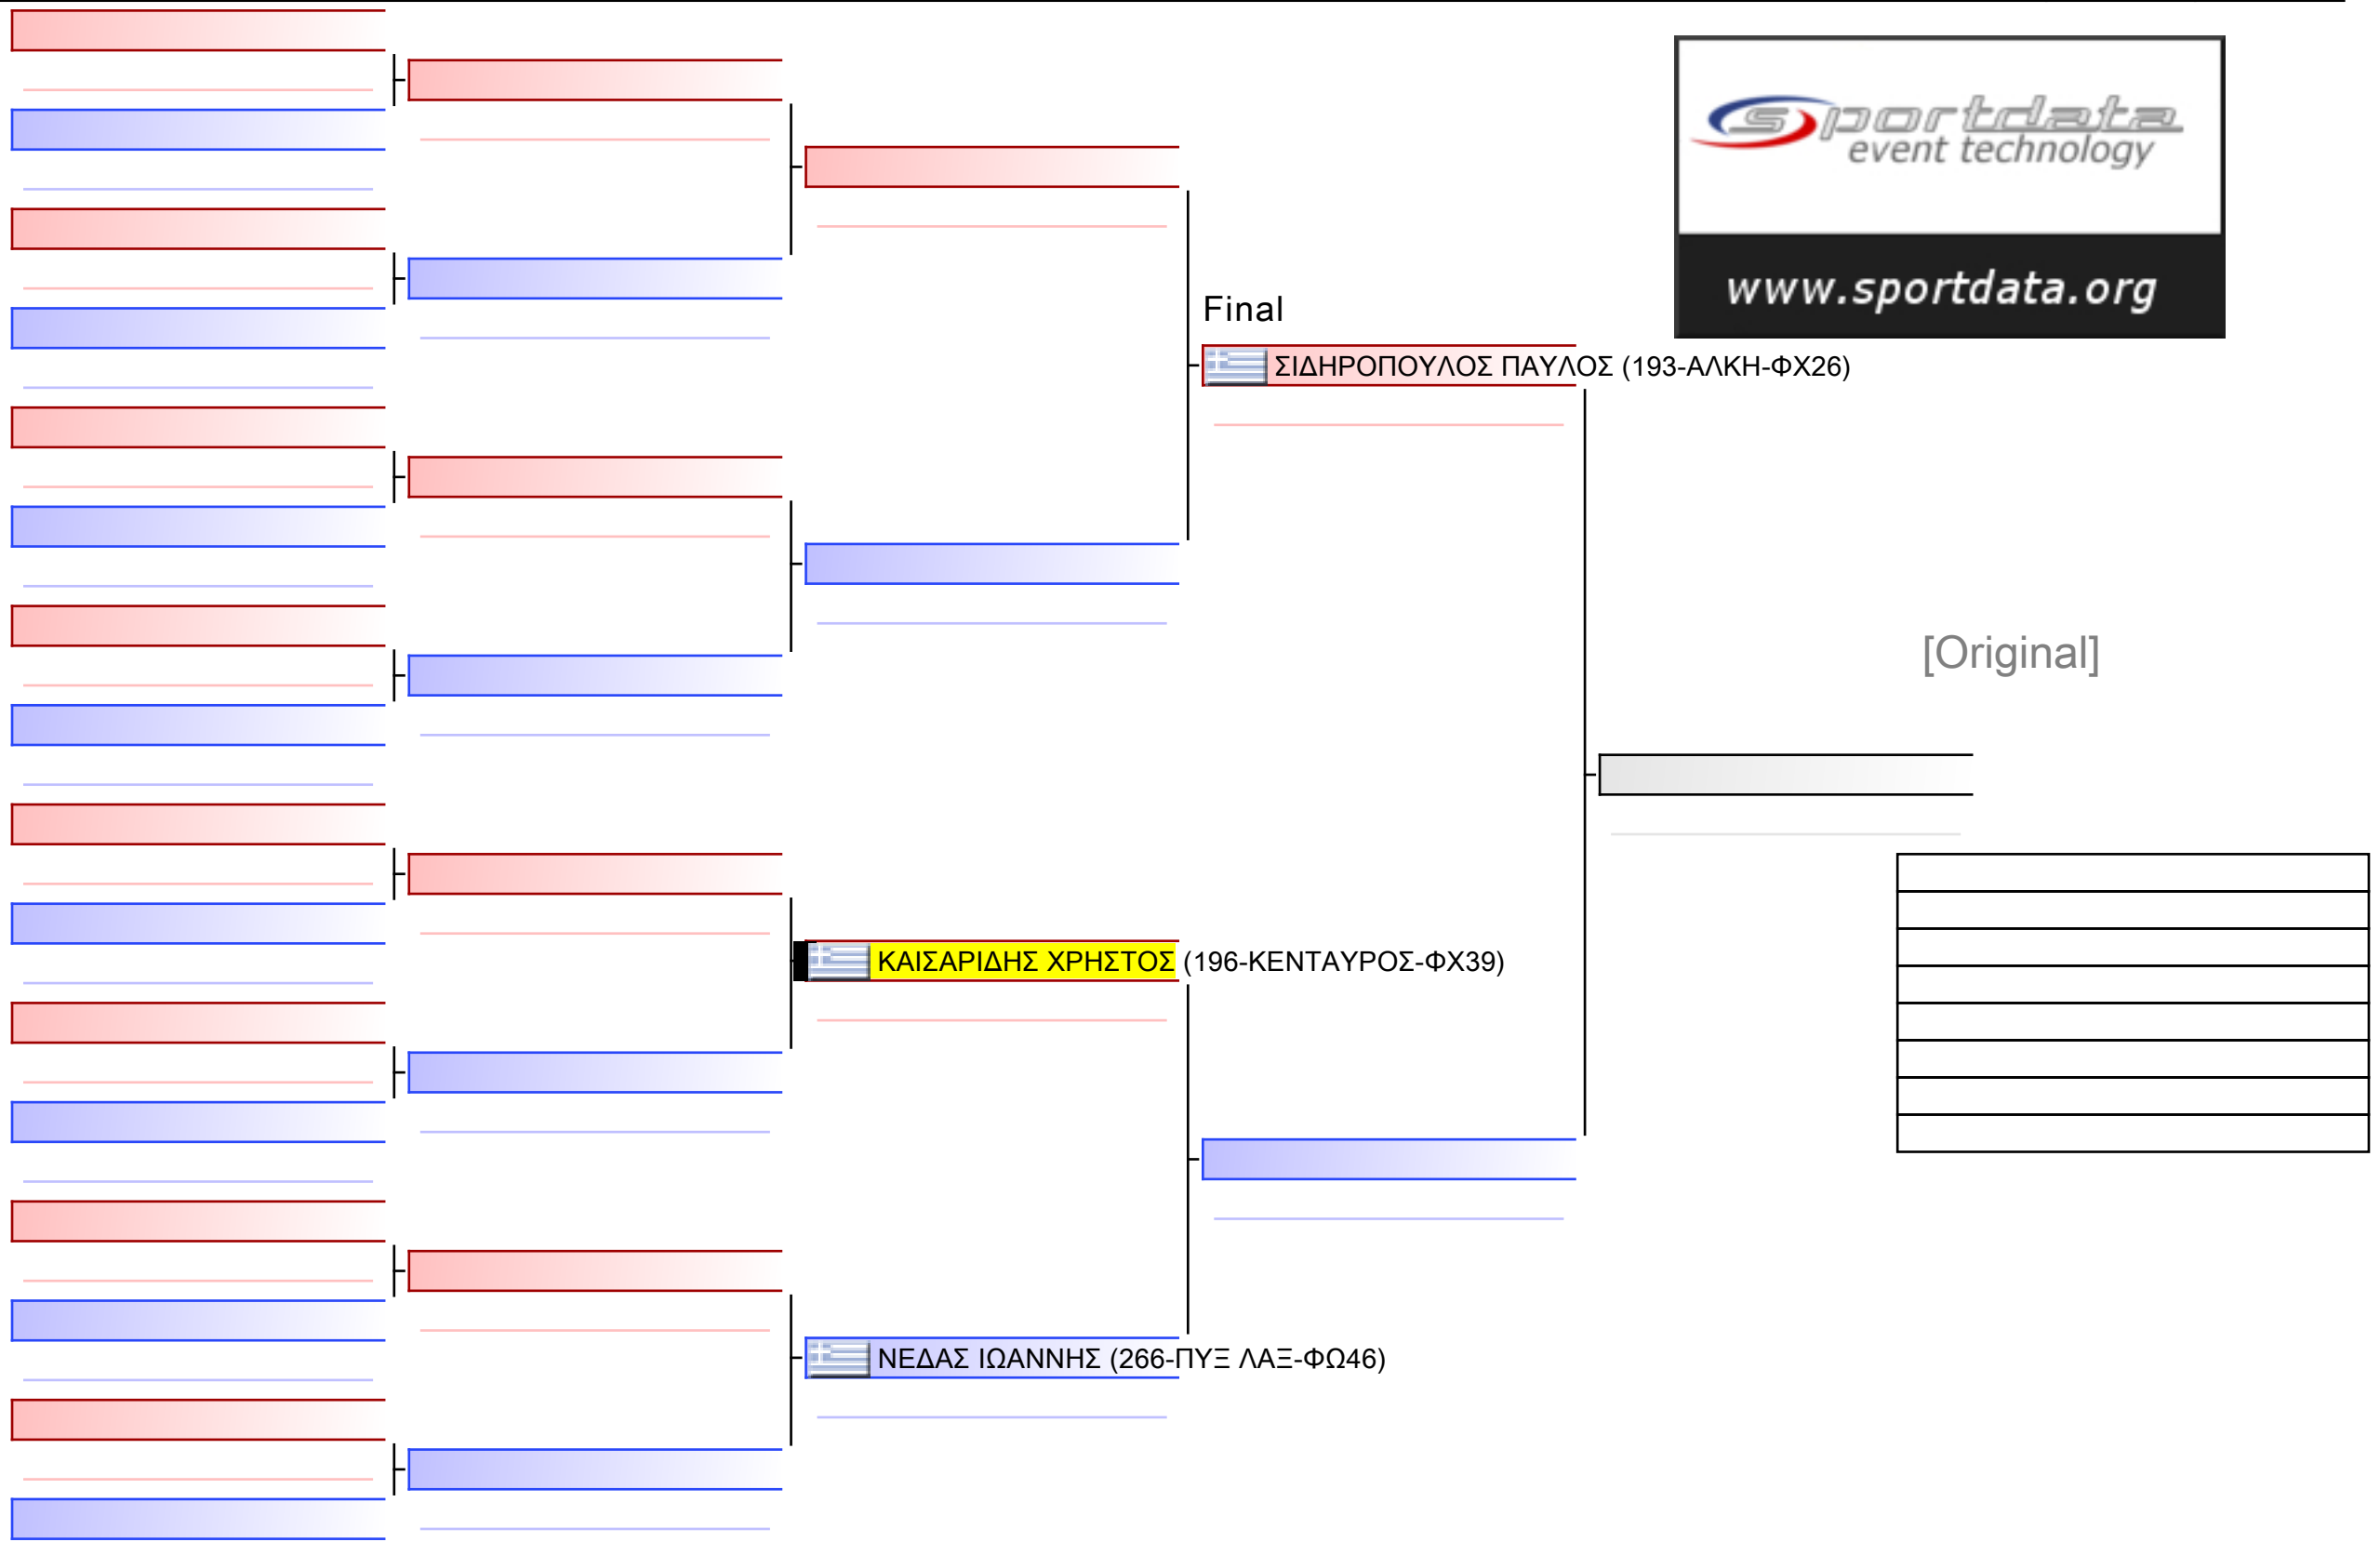 sportdata
event technology
www.sportdata.org
Final
ΣΙΔΗΡΟΠΟΥΛΟΣ ΠΑΥΛΟΣ (193-ΑΛΚΗ-ΦΧ26)
[Original]
ΚΑΙΣΑΡΙΔΗΣ ΧΡΗΣΤΟΣ (196-ΚΕΝΤΑΥΡΟΣ-ΦΧ39)
ΝΕΔΑΣ ΙΩΑΝΝΗΣ (266-ΠΥΞ ΛΑΞ-ΦΩ46)